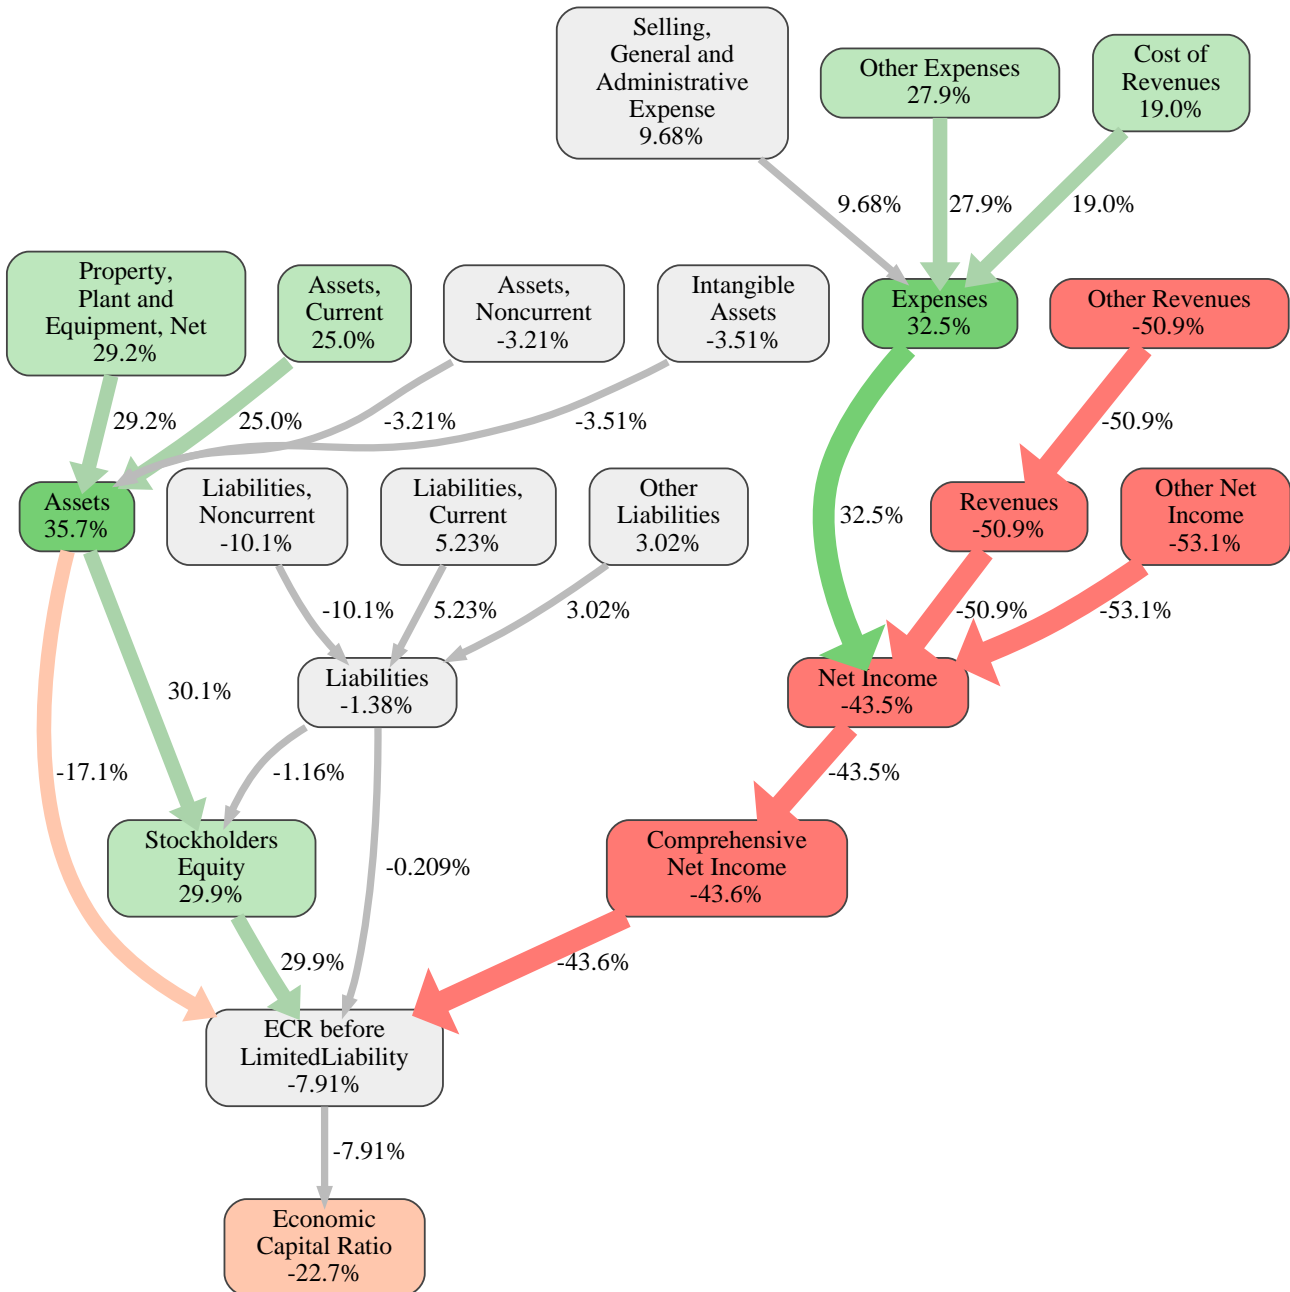 Selling,
General and
Administrative
Expense
9.68%
Other Expenses
27.9%
Cost of
Revenues
19.0%
9.68%
27.9%
19.0%
Property,
Plant and
Equipment, Net
29.2%
Assets,
Current
25.0%
Assets,
Noncurrent
-3.21%
Intangible
Assets
-3.51%
Expenses
32.5%
Other Revenues
-50.9%
29.2%
25.0%
-3.21%
-3.51%
-50.9%
Assets
35.7%
Liabilities,
Noncurrent
-10.1%
Liabilities,
Current
5.23%
Other
Liabilities
3.02%
32.5%
Revenues
-50.9%
Other Net
Income
-53.1%
-10.1%
5.23%
3.02%
-50.9%
-53.1%
30.1%
Liabilities
-1.38%
Net Income
-43.5%
-17.1%
-1.16%
-43.5%
Stockholders
Equity
29.9%
-0.209%
Comprehensive
Net Income
-43.6%
29.9%
-43.6%
ECR before
LimitedLiability
-7.91%
-7.91%
Economic
Capital Ratio
-22.7%